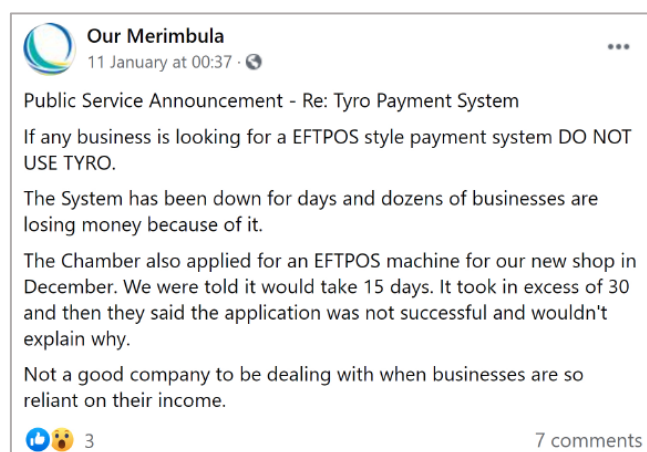 Our Merimbula
11 January at 00:37 ·
Public Service Announcement - Re: Tyro Payment System
If any business is looking for a EFTPOS style payment system DO NOT
USE TYRO.
The System has been down for days and dozens of businesses are
losing money because of it.
The Chamber also applied for an EFTPOS machine for our new shop in
December. We were told it would take 15 days. It took in excess of 30
and then they said the application was not successful and wouldn't
explain why.
Not a good company to be dealing with when businesses are so
reliant on their income.
3 7 comments